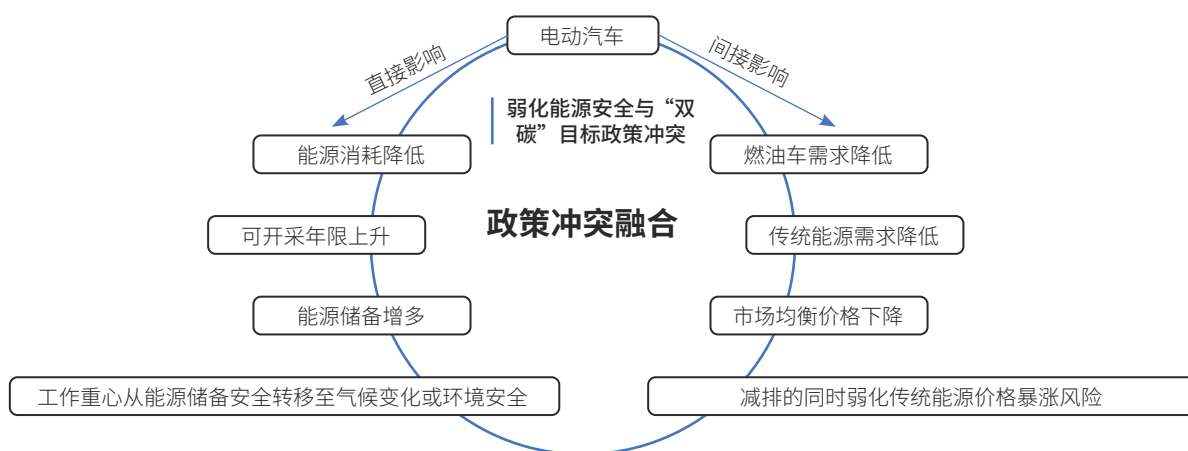 电动汽车
直接影响
间接影响
弱化能源安全与“双
碳”目标政策冲突
能源消耗降低
燃油车需求降低
政策冲突融合
可开采年限上升
传统能源需求降低
能源储备增多
市场均衡价格下降
工作重心从能源储备安全转移至气候变化或环境安全
减排的同时弱化传统能源价格暴涨风险